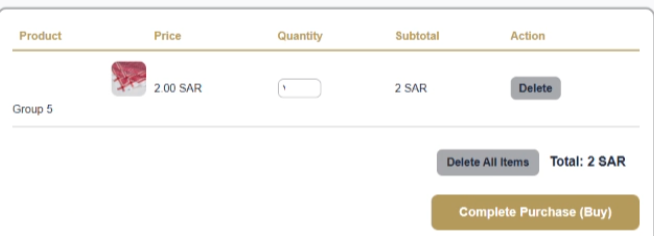 Product Price Quantity Subtotal Action
2.00 SAR ١ 2 SAR Delete
Group 5
Delete All Items Total: 2 SAR
Complete Purchase (Buy)